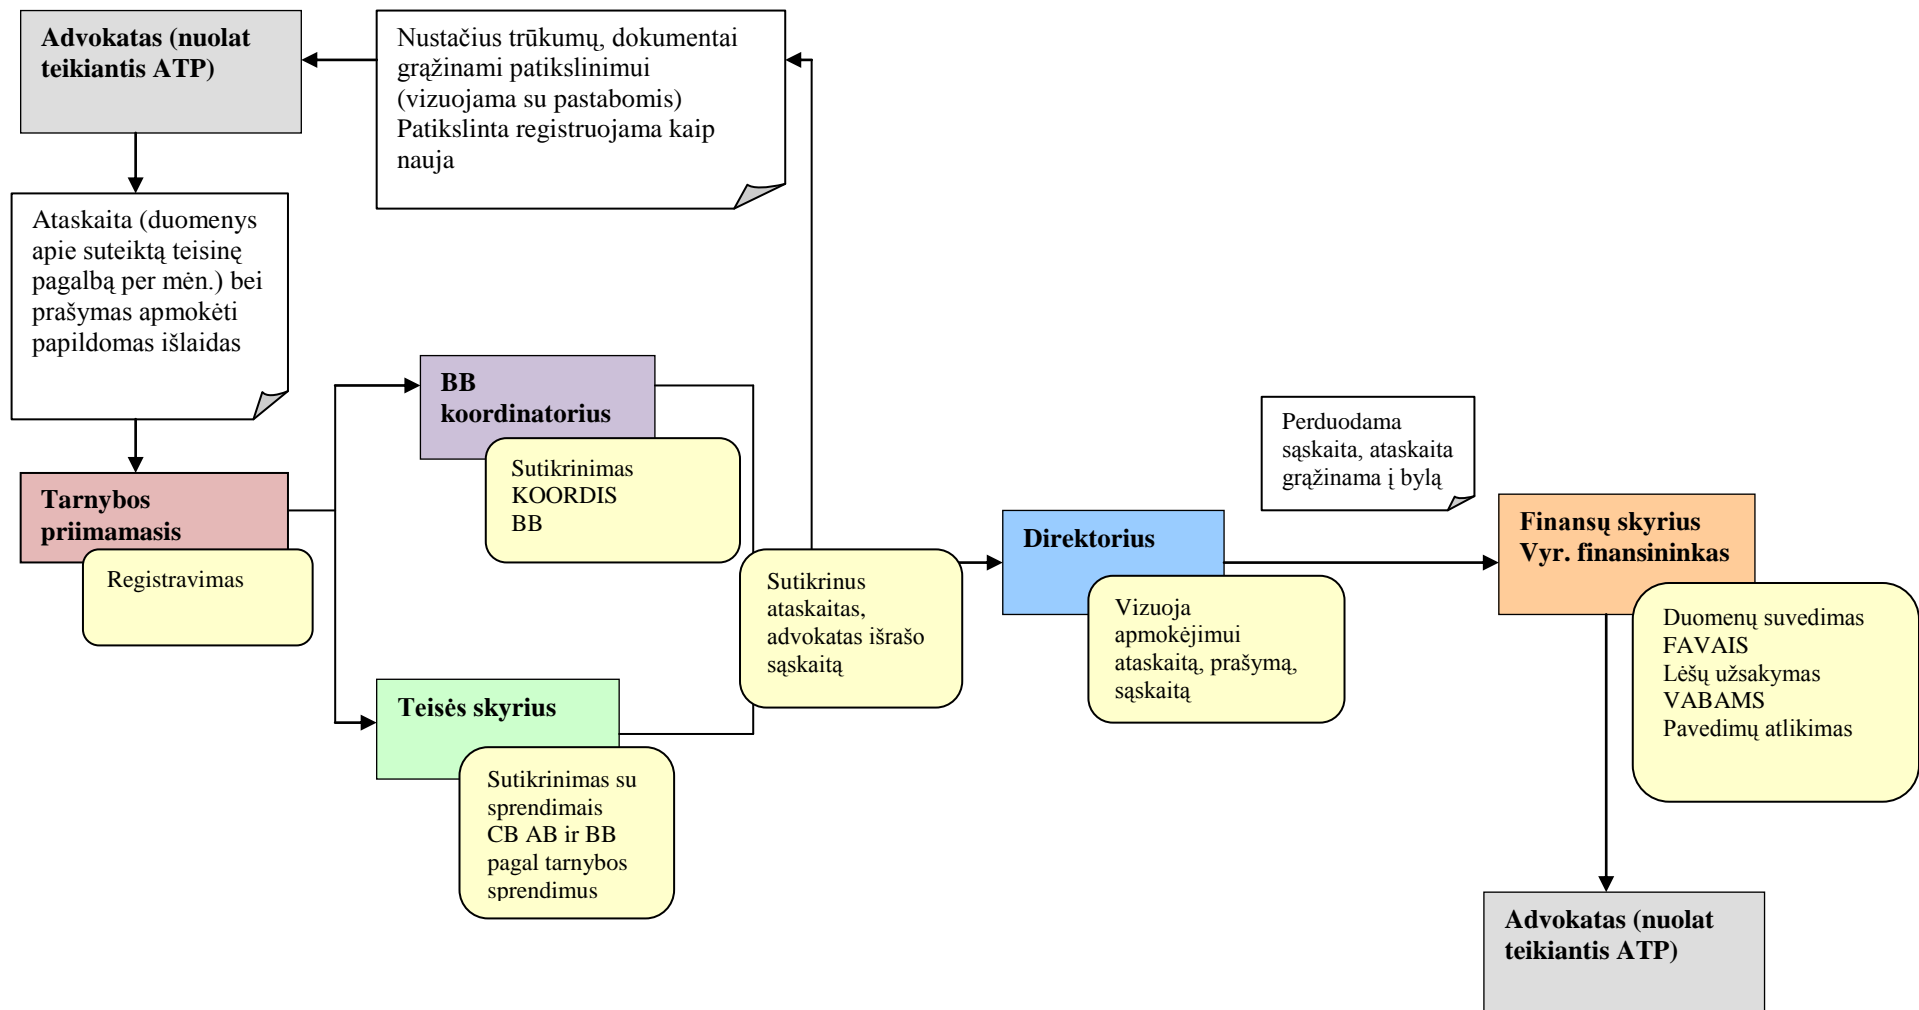 Advokatas (nuolat
teikiantis ATP)
Nustačius trūkumų, dokumentai
grąžinami patikslinimui
(vizuojama su pastabomis)
Patikslinta registruojama kaip
nauja
Ataskaita (duomenys
apie suteiktą teisinę
pagalbą per mėn.) bei
prašymas apmokėti
papildomas išlaidas
Tarnybos
priimamasis
Registravimas
BB
koordinatorius
Sutikrinimas
KOORDIS
BB
Teisės skyrius
Sutikrinimas su
sprendimais
CB AB ir BB
pagal tarnybos
sprendimus
Sutikrinus
ataskaitas,
advokatas išrašo
sąskaitą
Direktorius
Vizuoja
apmokėjimui
ataskaitą, prašymą,
sąskaitą
Perduodama
sąskaita, ataskaita
grąžinama į bylą
Finansų skyrius
Vyr. finansininkas
Duomenų suvedimas
FAVAIS
Lėšų užsakymas
VABAMS
Pavedimų atlikimas
Advokatas (nuolat
teikiantis ATP)